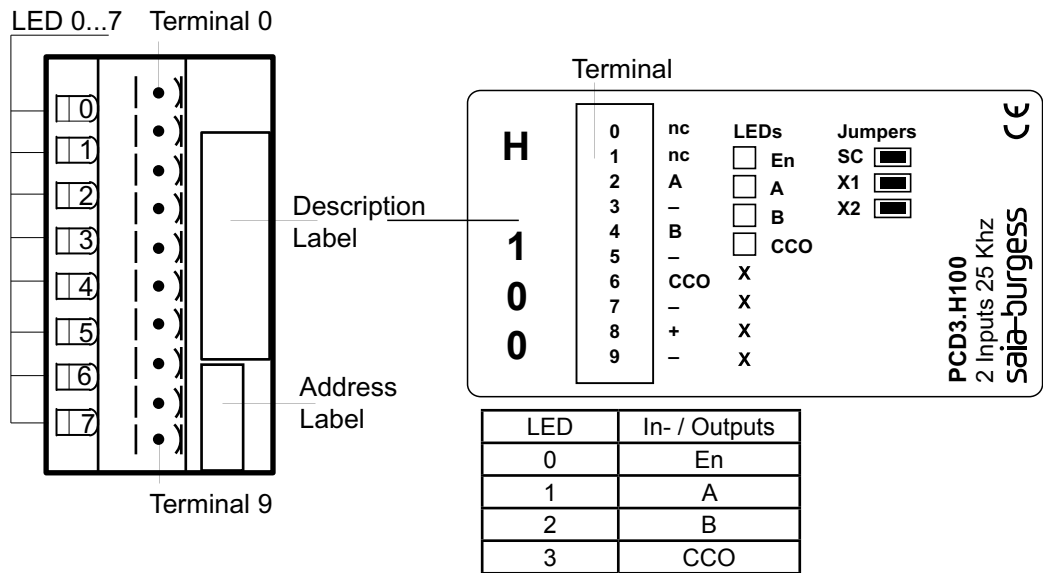 LED 0...7
Terminal 0
0
1
2
3
4
5
6
7
Description
Label
Address
Label
Terminal 9
Terminal
H
1
0
0
0 nc
1 nc
2 A
3 –
4 B
5 –
6 CCO
7 –
8 +
9 –
LEDs
En
A
B
CCO
X
X
X
X
Jumpers
SC
X1
X2
CE
PCD3.H100
2 Inputs 25 Khz
saia-burgess
LED In- / Outputs
0 En
1 A
2 B
3 CCO